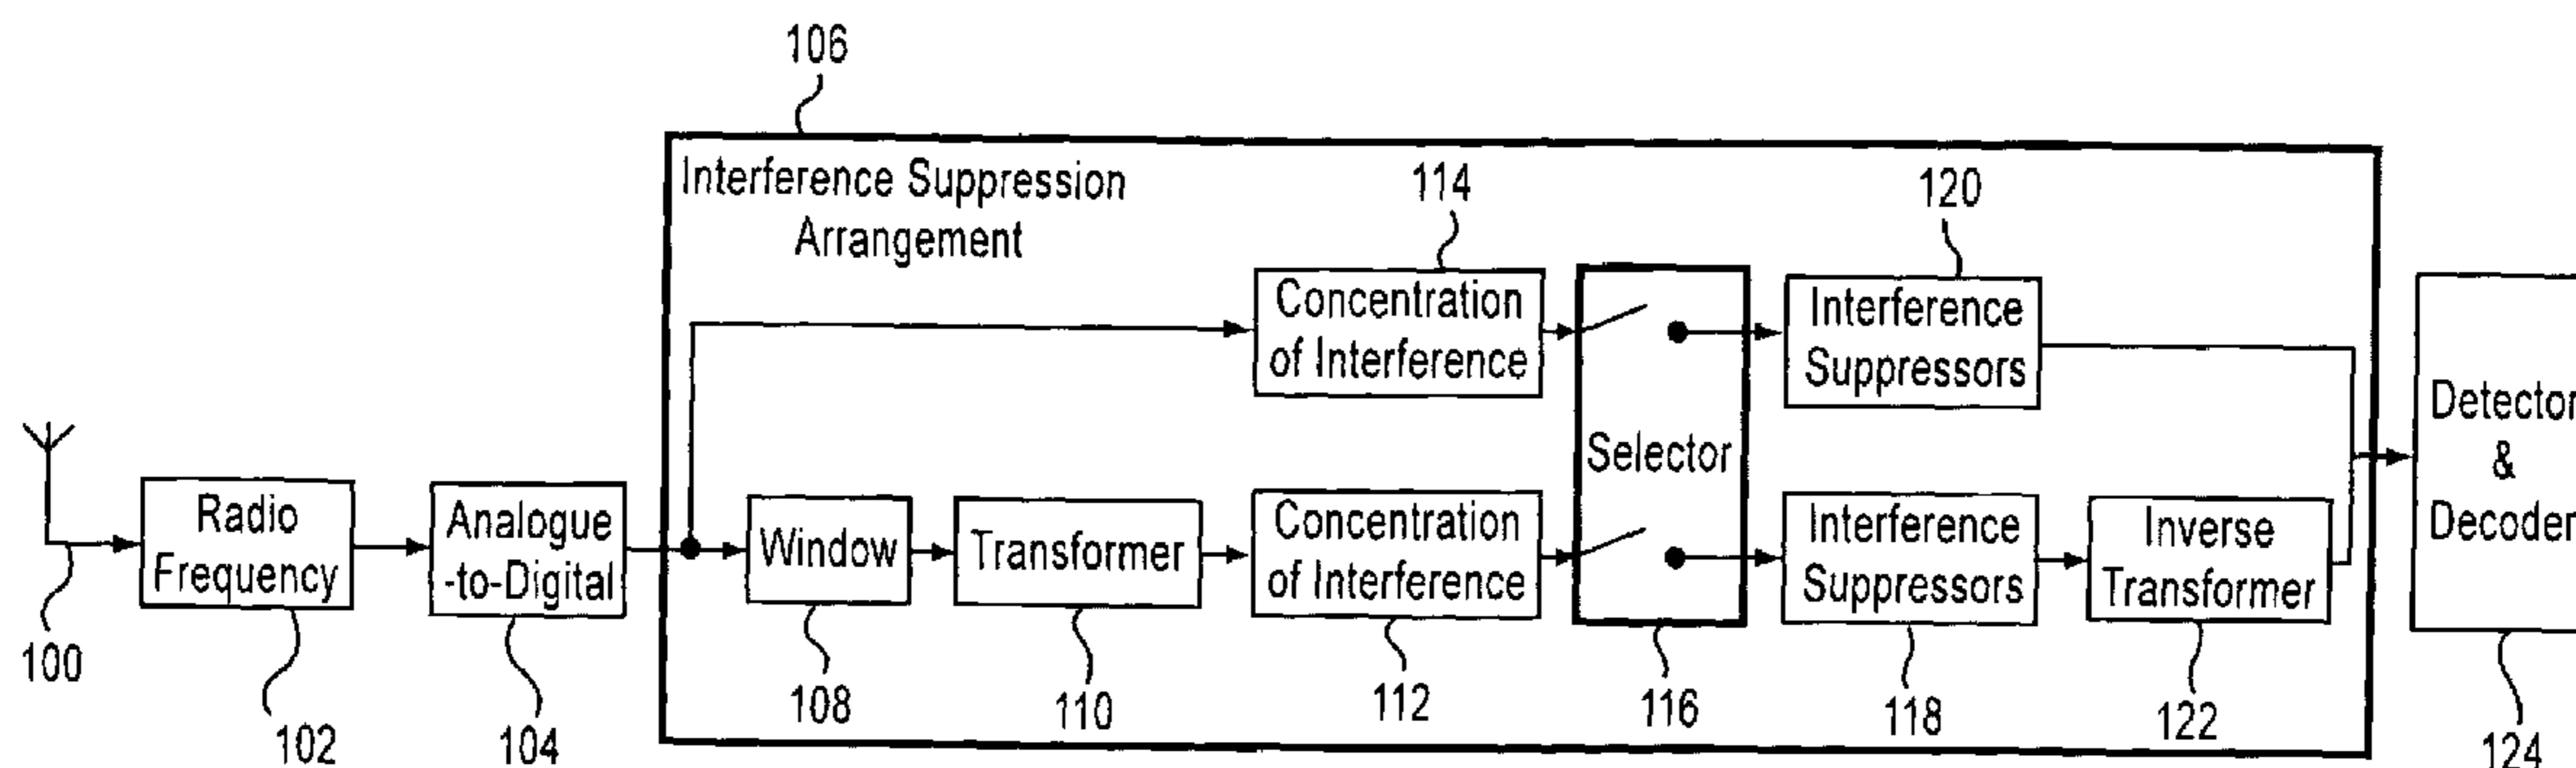 106
Interference Suppression
Arrangement
114
120
Concentration
of Interference
Interference
Suppressors
Selector
Detector
&
Decoder
Radio
Frequency
Analogue
-to-Digital
Window
Transformer
Concentration
of Interference
Interference
Suppressors
Inverse
Transformer
100
102
104
108
110
112
116
118
122
124